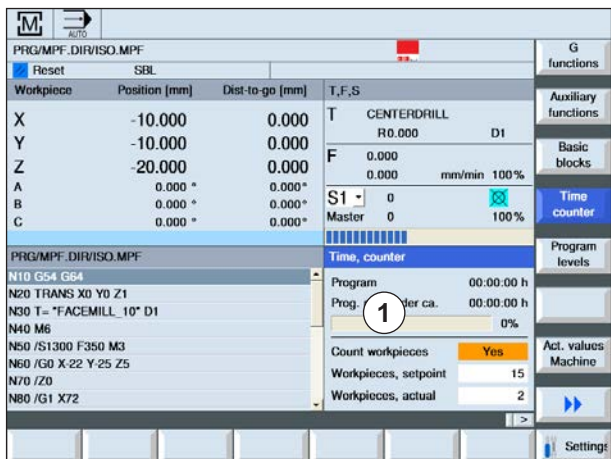 M
AUTO
PRG/MPF.DIR/ISO.MPF
Reset SBL
Workpiece Position [mm] Dist-to-go [mm]
X -10.000 0.000
Y -10.000 0.000
Z -20.000 0.000
A 0.000 ° 0.000°
B 0.000 ° 0.000°
C 0.000 ° 0.000°
T,F,S
T CENTERDRILL
R0.000 D1
F 0.000
0.000 mm/min 100%
S1 0
Master 0 100%
PRG/MPF.DIR/ISO.MPF
N10 G54 G64
N20 TRANS X0 Y0 Z1
N30 T= "FACEMILL_10" D1
N40 M6
N50 /S1300 F350 M3
N60 /G0 X-22 Y-25 Z5
N70 /Z0
N80 /G1 X72
Time, counter
Program 00:00:00 h
Prog. der ca. 00:00:00 h
1
0%
Count workpieces Yes
Workpieces, setpoint 15
Workpieces, actual 2
>
G
functions
Auxiliary
functions
Basic
blocks
Time
counter
Program
levels
Act. values
Machine
Settings